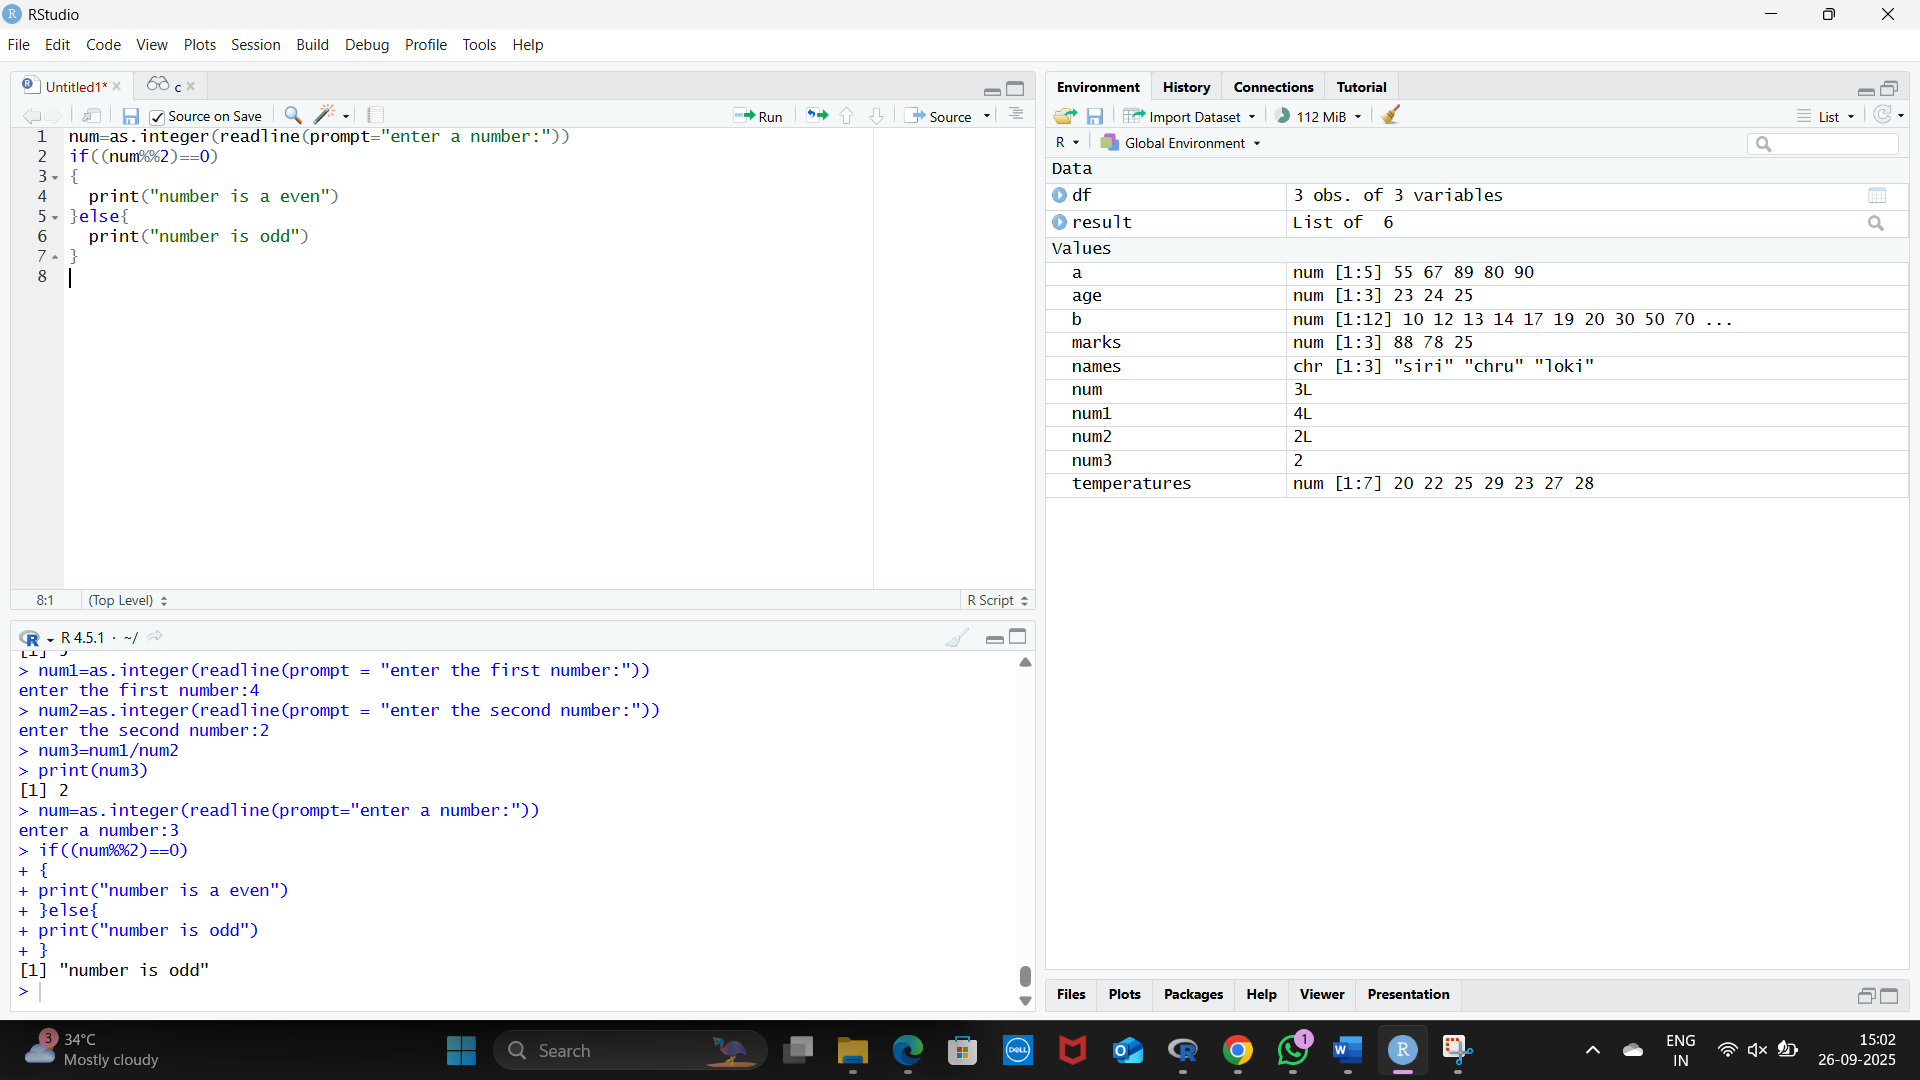 RStudio
File Edit Code View Plots Session Build Debug Profile Tools Help
Untitled1* c
Source on Save Run Source
1 num=as.integer(readline(prompt="enter a number:"))
2 if((num%%2)==0)
3 {
4 print("number is a even")
5 }else{
6 print("number is odd")
7 }
8
8:1 (Top Level) R Script
R 4.5.1 · ~/
> num1=as.integer(readline(prompt = "enter the first number:"))
enter the first number:4
> num2=as.integer(readline(prompt = "enter the second number:"))
enter the second number:2
> num3=num1/num2
> print(num3)
[1] 2
> num=as.integer(readline(prompt="enter a number:"))
enter a number:3
> if((num%%2)==0)
+ {
+ print("number is a even")
+ }else{
+ print("number is odd")
+ }
[1] "number is odd"
>
Environment History Connections Tutorial
Import Dataset 112 MiB List
R Global Environment
Data
df 3 obs. of 3 variables
result List of 6
Values
a num [1:5] 55 67 89 80 90
age num [1:3] 23 24 25
b num [1:12] 10 12 13 14 17 19 20 30 50 70 ...
marks num [1:3] 88 78 25
names chr [1:3] "siri" "chru" "loki"
num 3L
num1 4L
num2 2L
num3 2
temperatures num [1:7] 20 22 25 29 23 27 28
Files Plots Packages Help Viewer Presentation
3 34°C
Mostly cloudy
Search
DELL
1
ENG
IN
15:02
26-09-2025